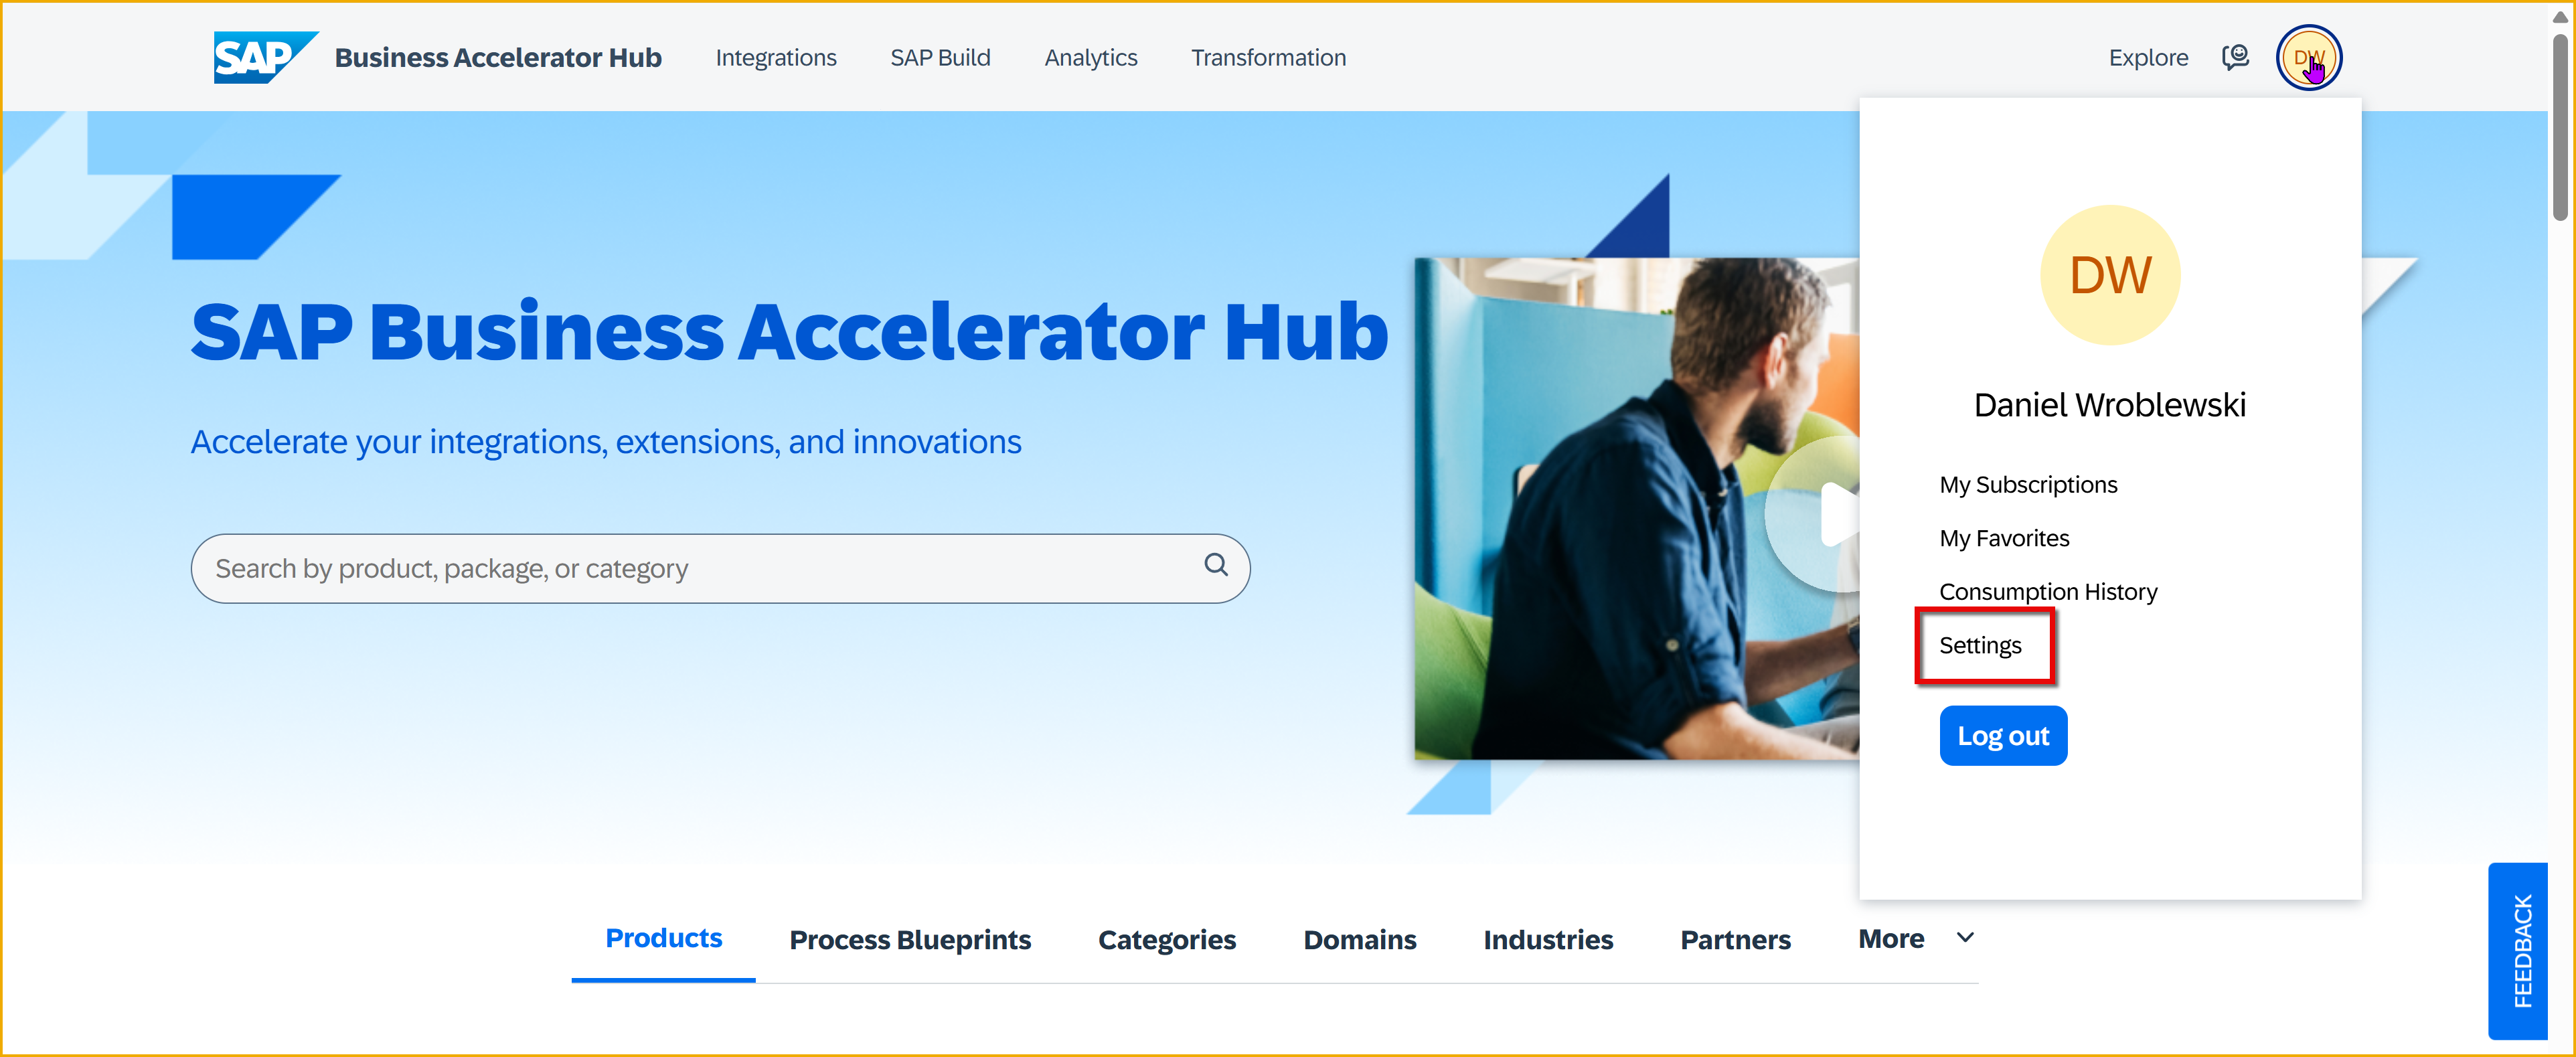 SAP Business Accelerator Hub Integrations SAP Build Analytics Transformation Explore DW
DW
Daniel Wroblewski
My Subscriptions
My Favorites
Consumption History
Settings
Log out
SAP Business Accelerator Hub
Accelerate your integrations, extensions, and innovations
Search by product, package, or category
Products Process Blueprints Categories Domains Industries Partners More
FEEDBACK